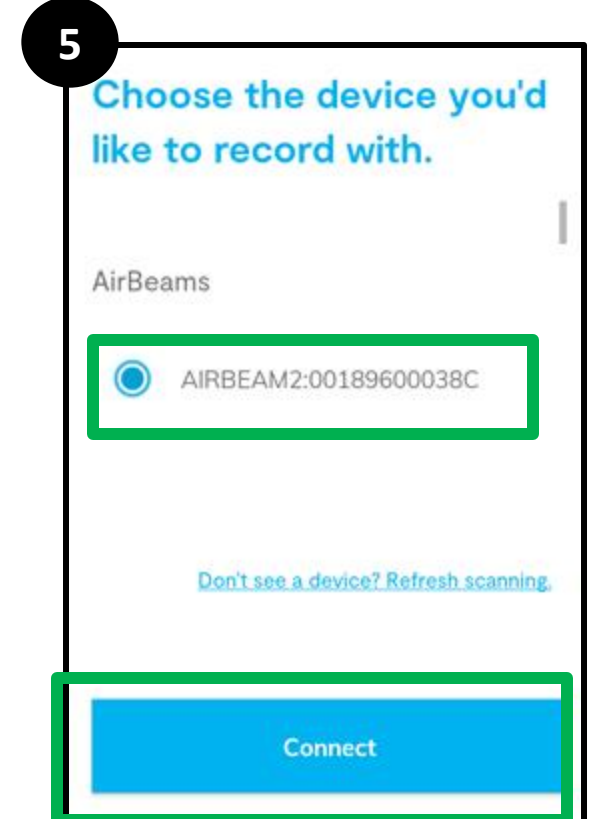 5
Choose the device you'd
like to record with.
AirBeams
AIRBEAM2:00189600038C
Don't see a device? Refresh scanning.
Connect